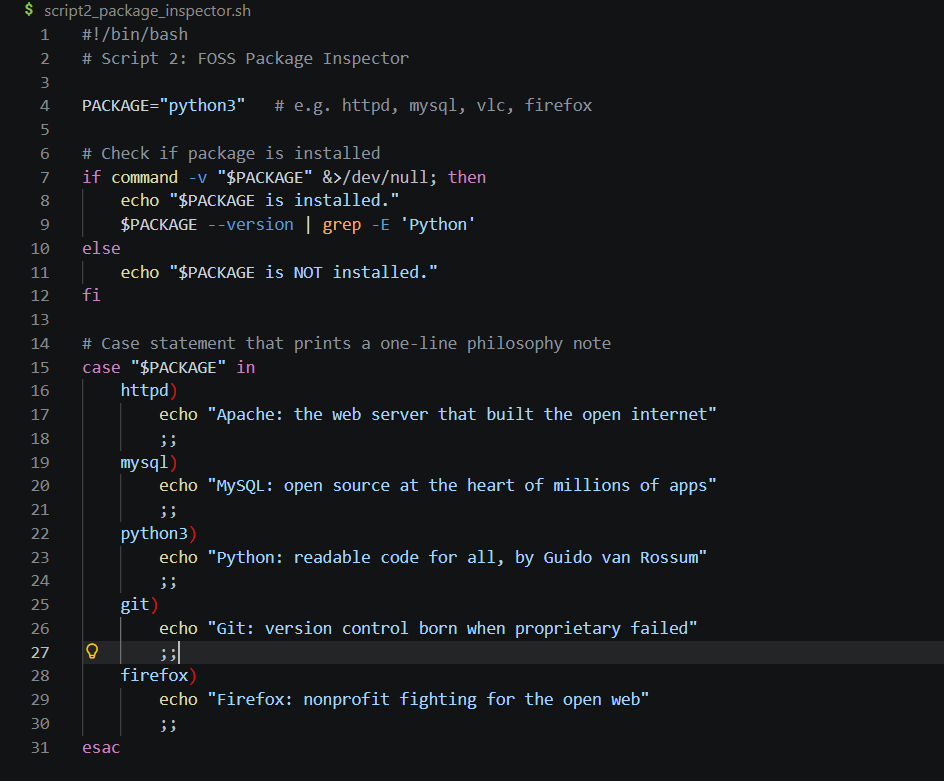 $ script2_package_inspector.sh
1 #!/bin/bash
2 # Script 2: FOSS Package Inspector
3
4 PACKAGE="python3"   # e.g. httpd, mysql, vlc, firefox
5
6 # Check if package is installed
7 if command -v "$PACKAGE" &>/dev/null; then
8     echo "$PACKAGE is installed."
9     $PACKAGE --version | grep -E 'Python'
10 else
11     echo "$PACKAGE is NOT installed."
12 fi
13
14 # Case statement that prints a one-line philosophy note
15 case "$PACKAGE" in
16     httpd)
17         echo "Apache: the web server that built the open internet"
18         ;;
19     mysql)
20         echo "MySQL: open source at the heart of millions of apps"
21         ;;
22     python3)
23         echo "Python: readable code for all, by Guido van Rossum"
24         ;;
25     git)
26         echo "Git: version control born when proprietary failed"
27         ;;
28     firefox)
29         echo "Firefox: nonprofit fighting for the open web"
30         ;;
31 esac